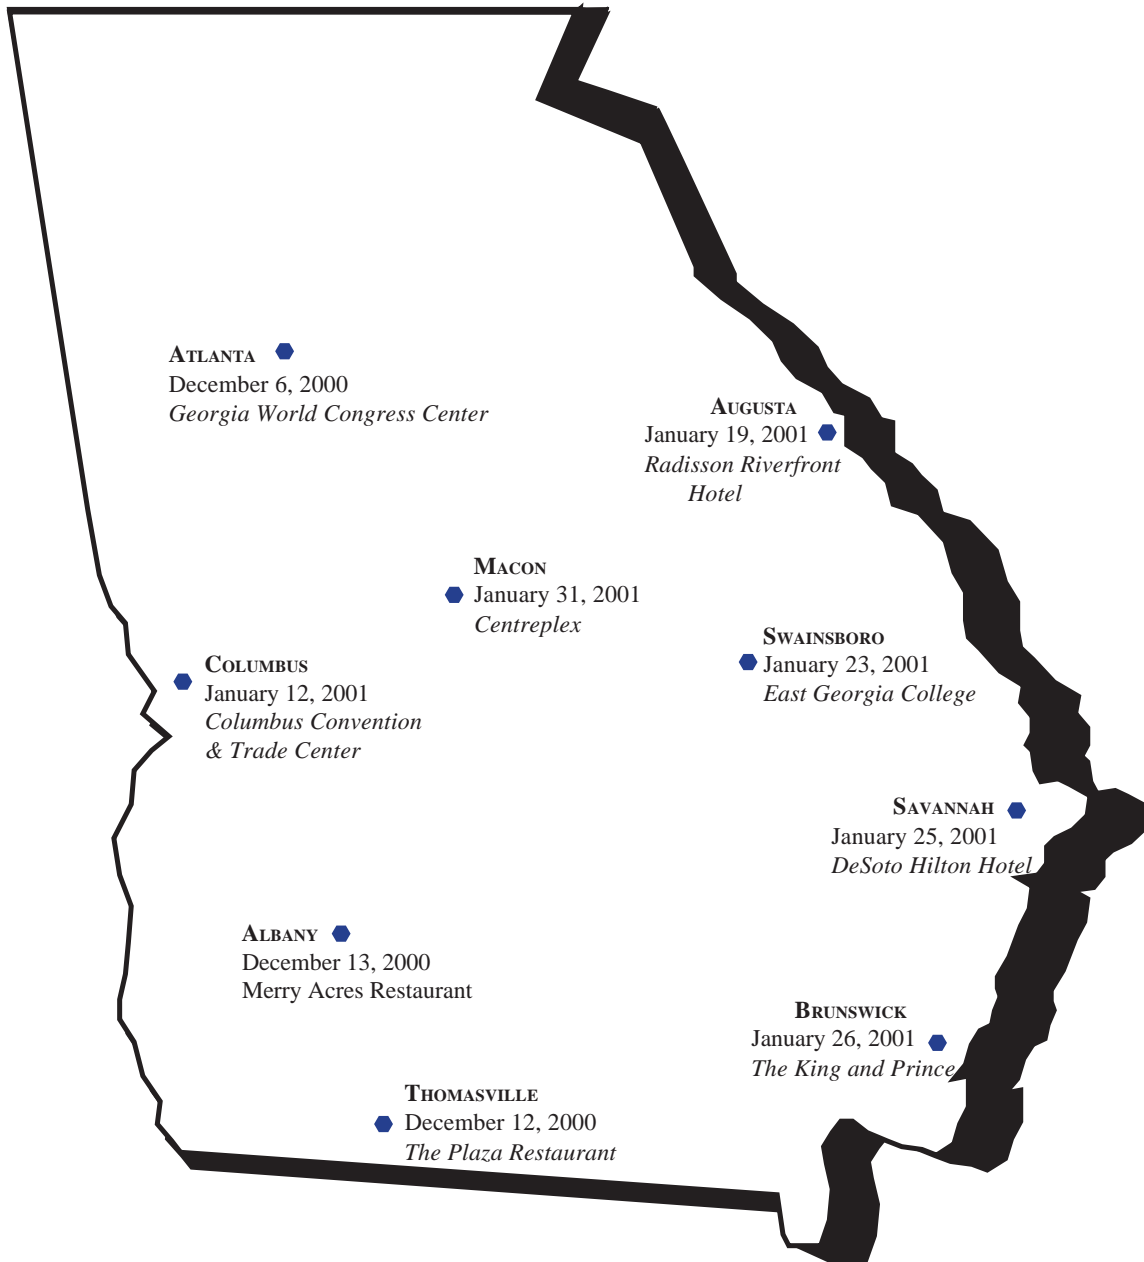 ATLANTA
December 6, 2000
Georgia World Congress Center
AUGUSTA
January 19, 2001
Radisson Riverfront
Hotel
MACON
January 31, 2001
Centreplex
SWAINSBORO
January 23, 2001
East Georgia College
COLUMBUS
January 12, 2001
Columbus Convention
& Trade Center
SAVANNAH
January 25, 2001
DeSoto Hilton Hotel
ALBANY
December 13, 2000
Merry Acres Restaurant
BRUNSWICK
January 26, 2001
The King and Prince
THOMASVILLE
December 12, 2000
The Plaza Restaurant